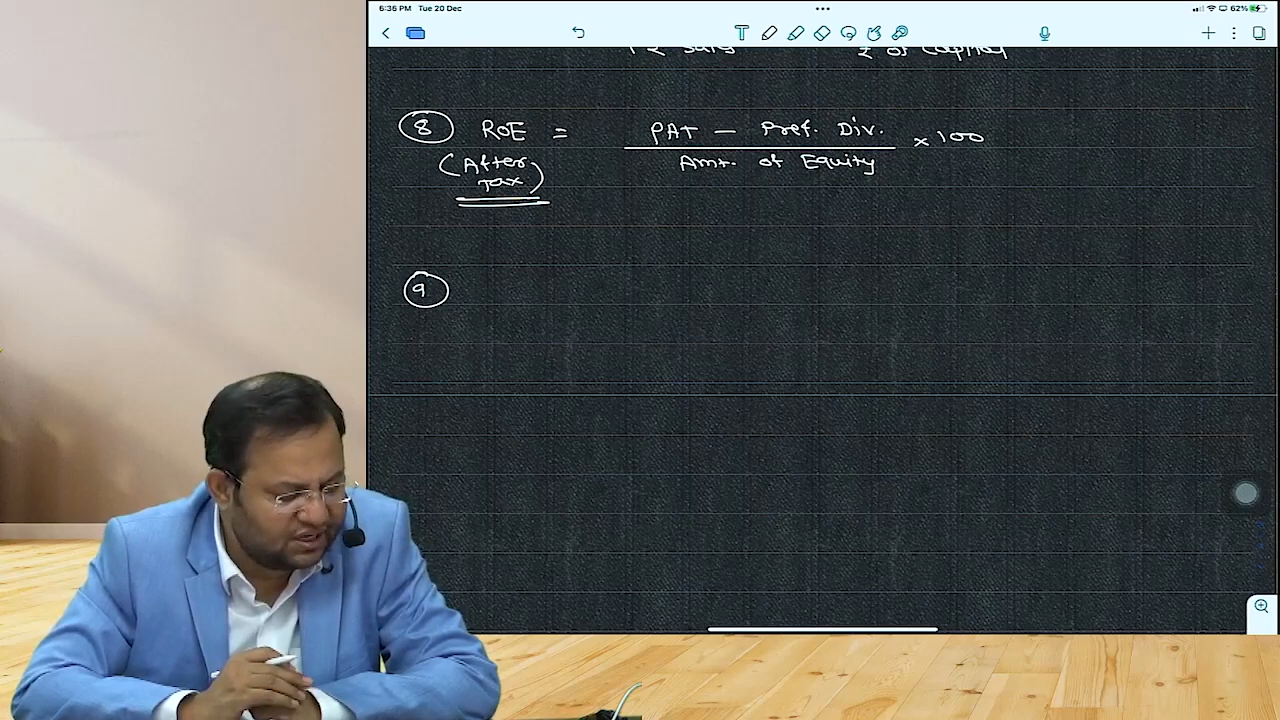 6:36 PM Tue 20 Dec
62%
⑧ ROE = PAT — Pref. Div. × 100
(After Tax) Amt. of Equity
⑨